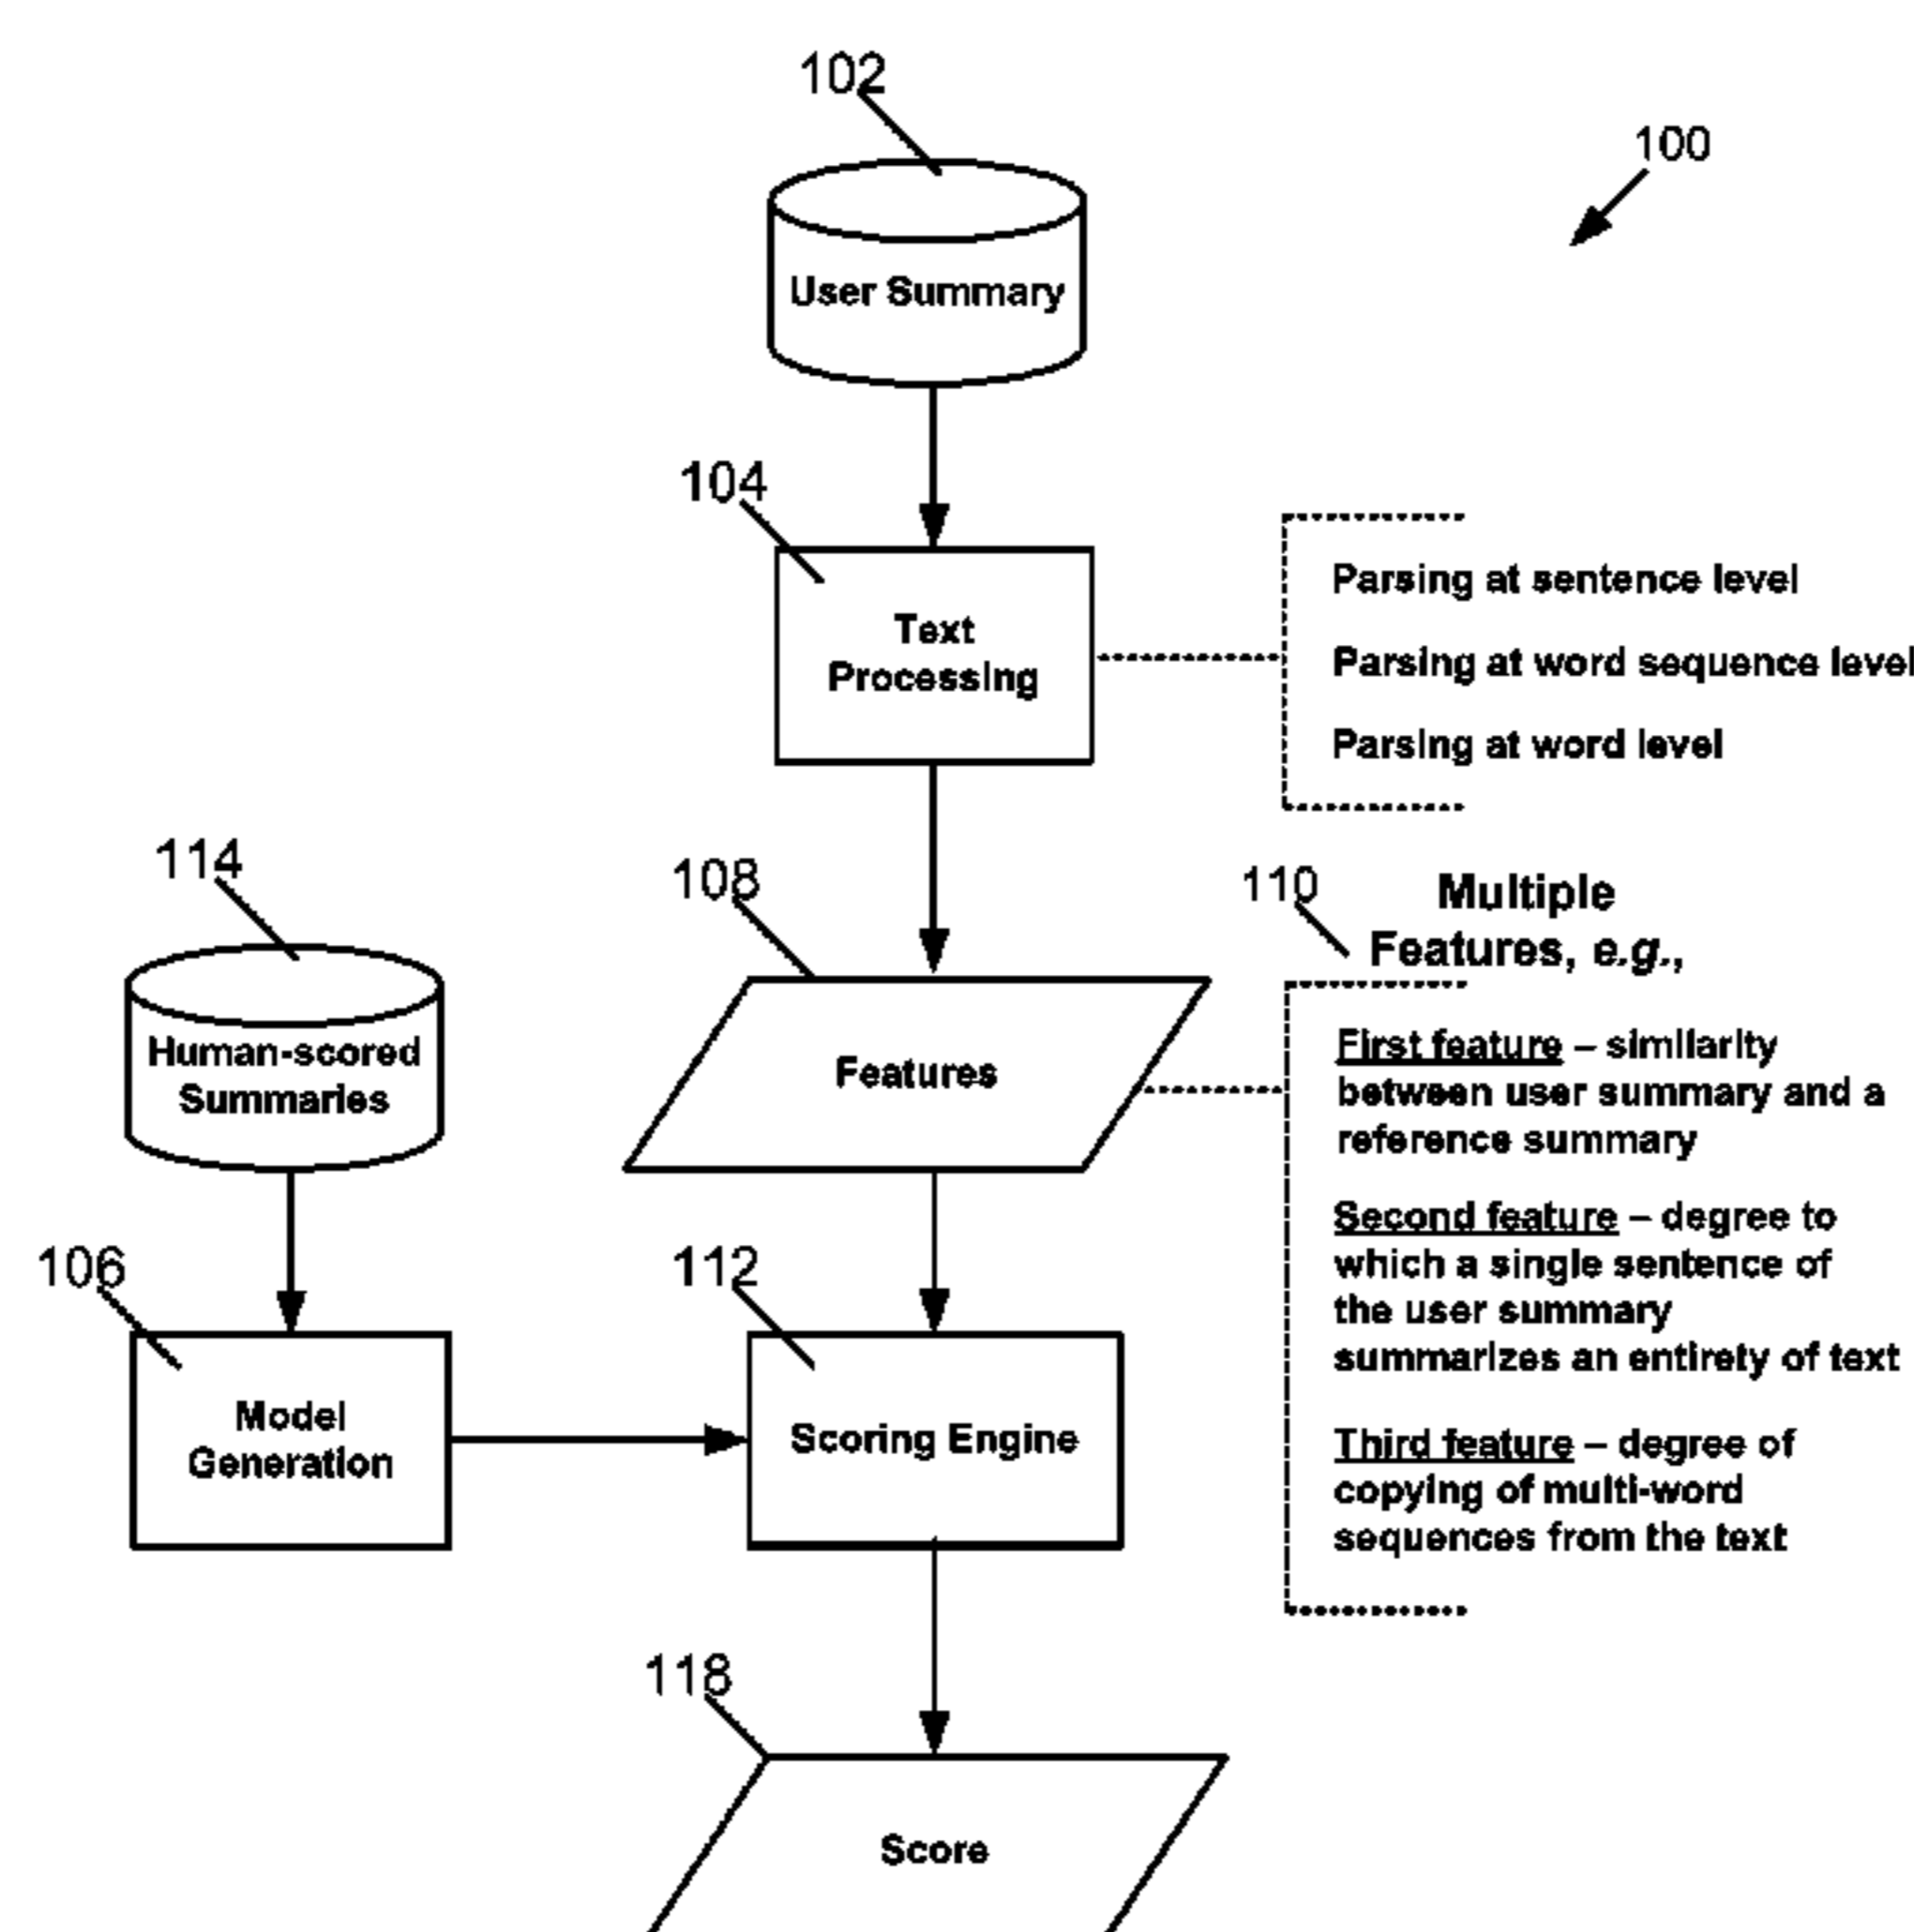 102
100
User Summary
104
Text
Processing
Parsing at sentence level
Parsing at word sequence level
Parsing at word level
114
108
110
Multiple
Features, e.g.,
Human-scored
Summaries
Features
First feature – similarity
between user summary and a
reference summary
Second feature – degree to
which a single sentence of
the user summary
summarizes an entirety of text
Third feature – degree of
copying of multi-word
sequences from the text
106
112
Model
Generation
Scoring Engine
118
Score